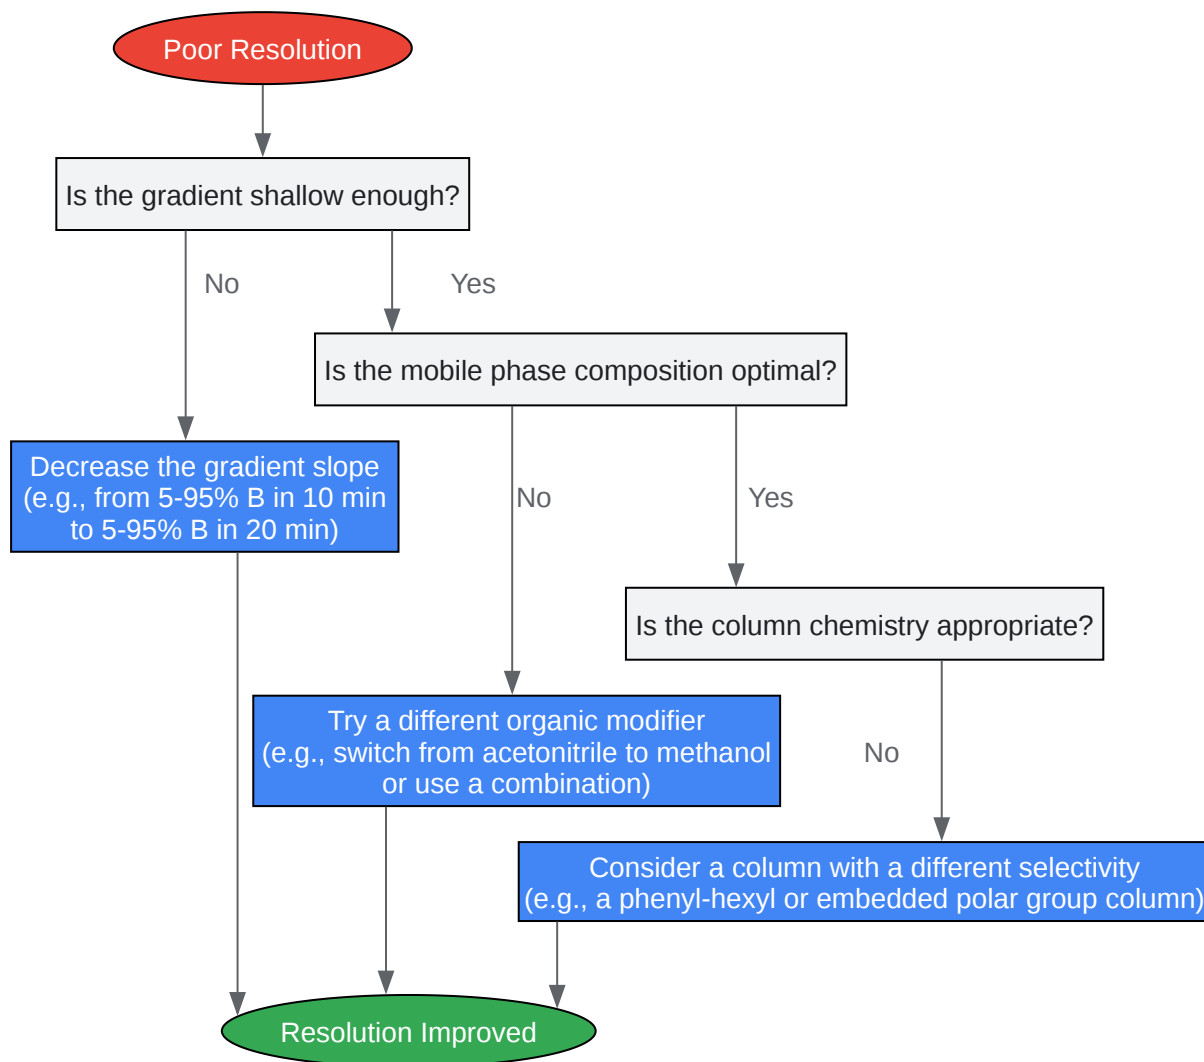 Poor Resolution
Is the gradient shallow enough?
No
Yes
Is the mobile phase composition optimal?
Decrease the gradient slope
(e.g., from 5-95% B in 10 min
to 5-95% B in 20 min)
No
Yes
Is the column chemistry appropriate?
Try a different organic modifier
(e.g., switch from acetonitrile to methanol
or use a combination)
No
Consider a column with a different selectivity
(e.g., a phenyl-hexyl or embedded polar group column)
Resolution Improved